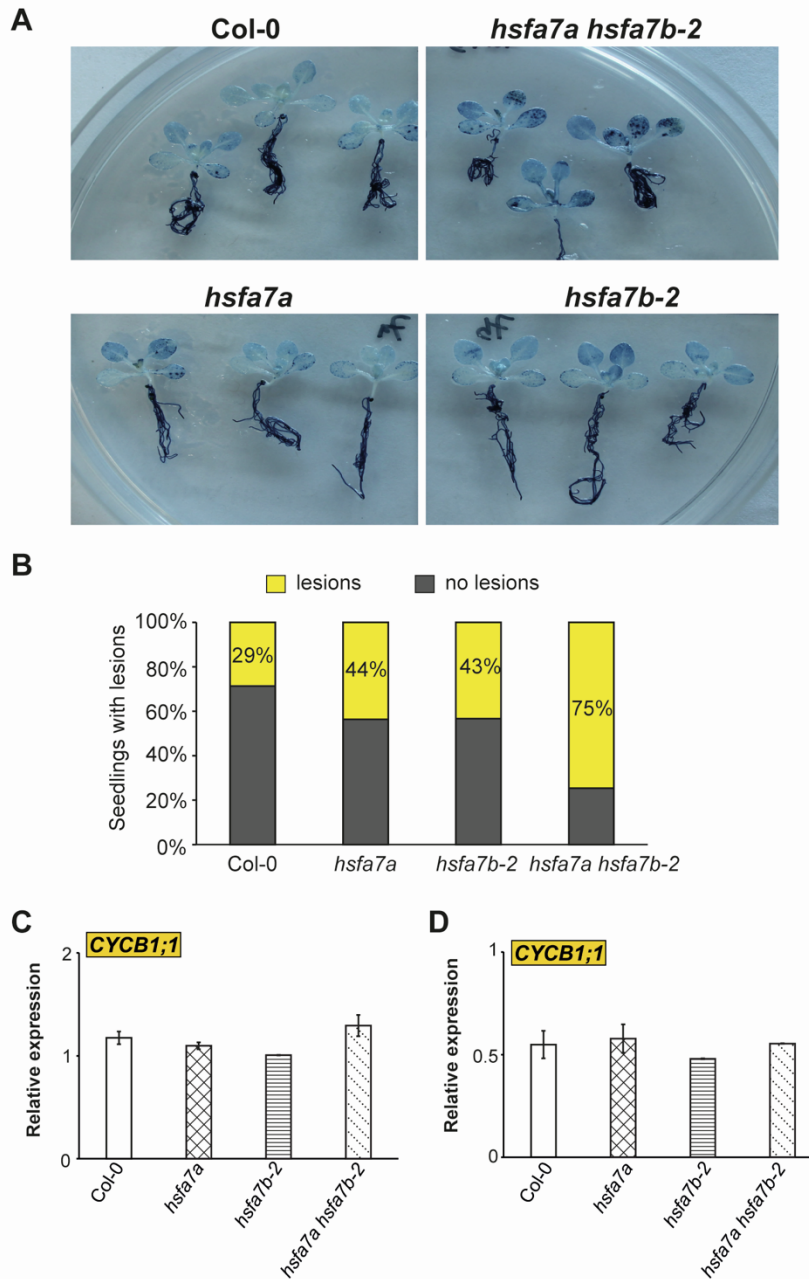 A
Col-0
hsfa7a hsfa7b-2
hsfa7a
hsfa7b-2
B
lesions
no lesions
Seedlings with lesions
100%
80%
60%
40%
20%
0%
29%
44%
43%
75%
Col-0
hsfa7a
hsfa7b-2
hsfa7a hsfa7b-2
C
CYCB1;1
Relative expression
2
1
0
Col-0
hsfa7a
hsfa7b-2
hsfa7a hsfa7b-2
D
CYCB1;1
Relative expression
1
0.5
0
Col-0
hsfa7a
hsfa7b-2
hsfa7a hsfa7b-2